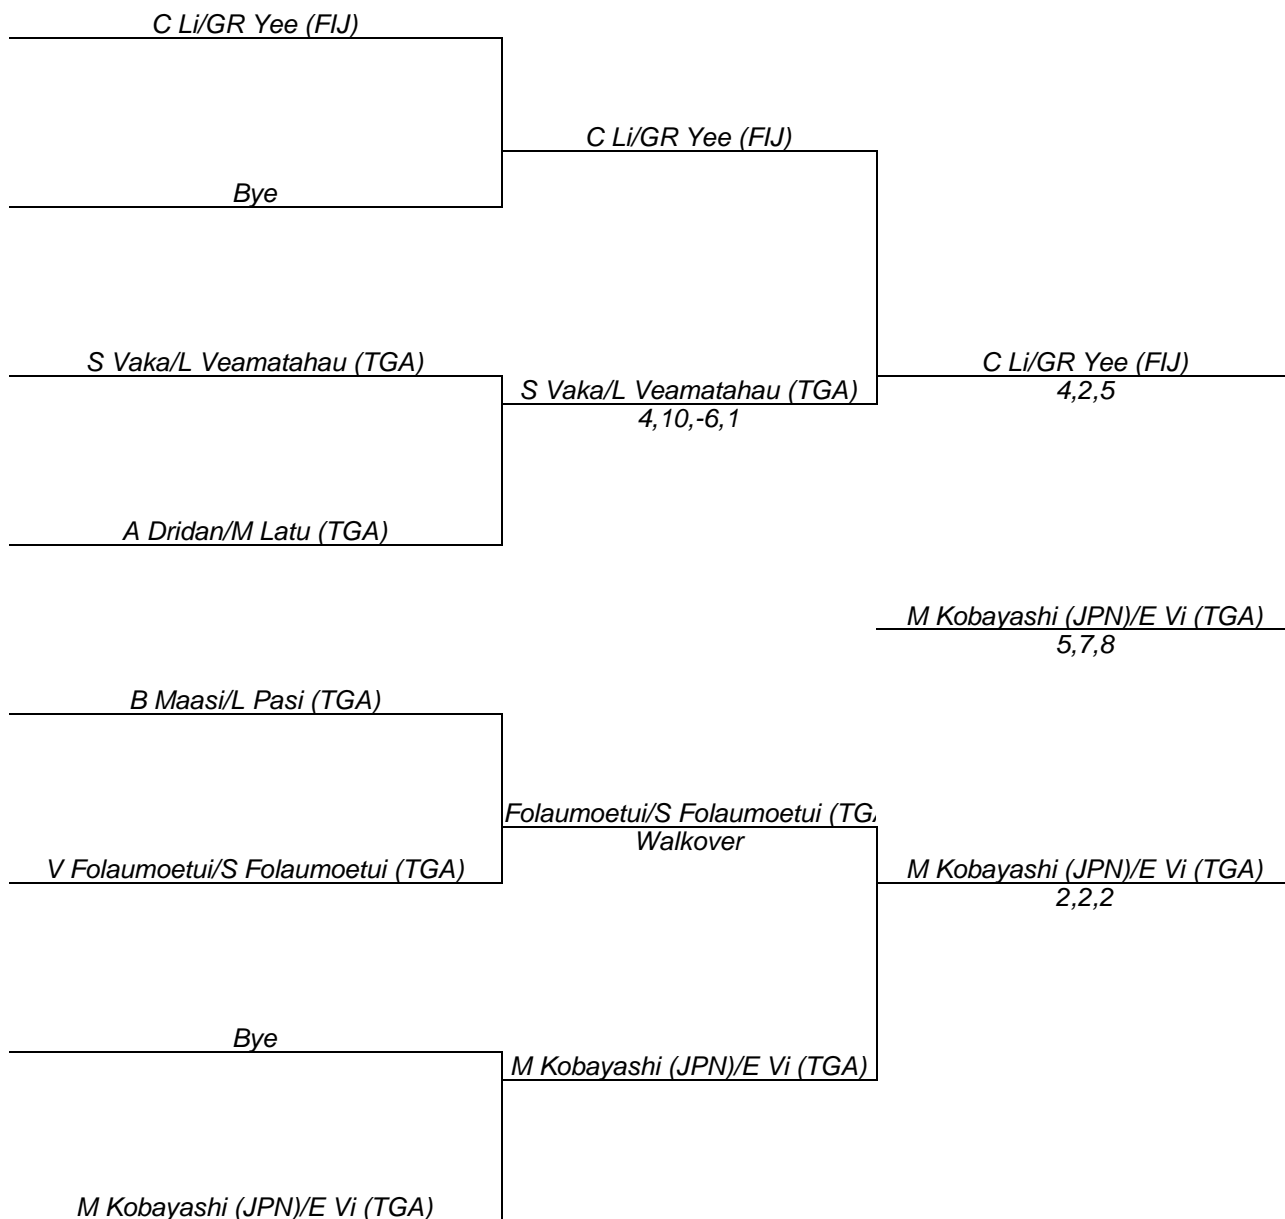 C Li/GR Yee (FIJ)
C Li/GR Yee (FIJ)
Bye
S Vaka/L Veamatahau (TGA)
C Li/GR Yee (FIJ)
4,2,5
S Vaka/L Veamatahau (TGA)
4,10,-6,1
A Dridan/M Latu (TGA)
M Kobayashi (JPN)/E Vi (TGA)
5,7,8
B Maasi/L Pasi (TGA)
Folaumoetui/S Folaumoetui (TGA
Walkover
V Folaumoetui/S Folaumoetui (TGA)
M Kobayashi (JPN)/E Vi (TGA)
2,2,2
Bye
M Kobayashi (JPN)/E Vi (TGA)
M Kobayashi (JPN)/E Vi (TGA)